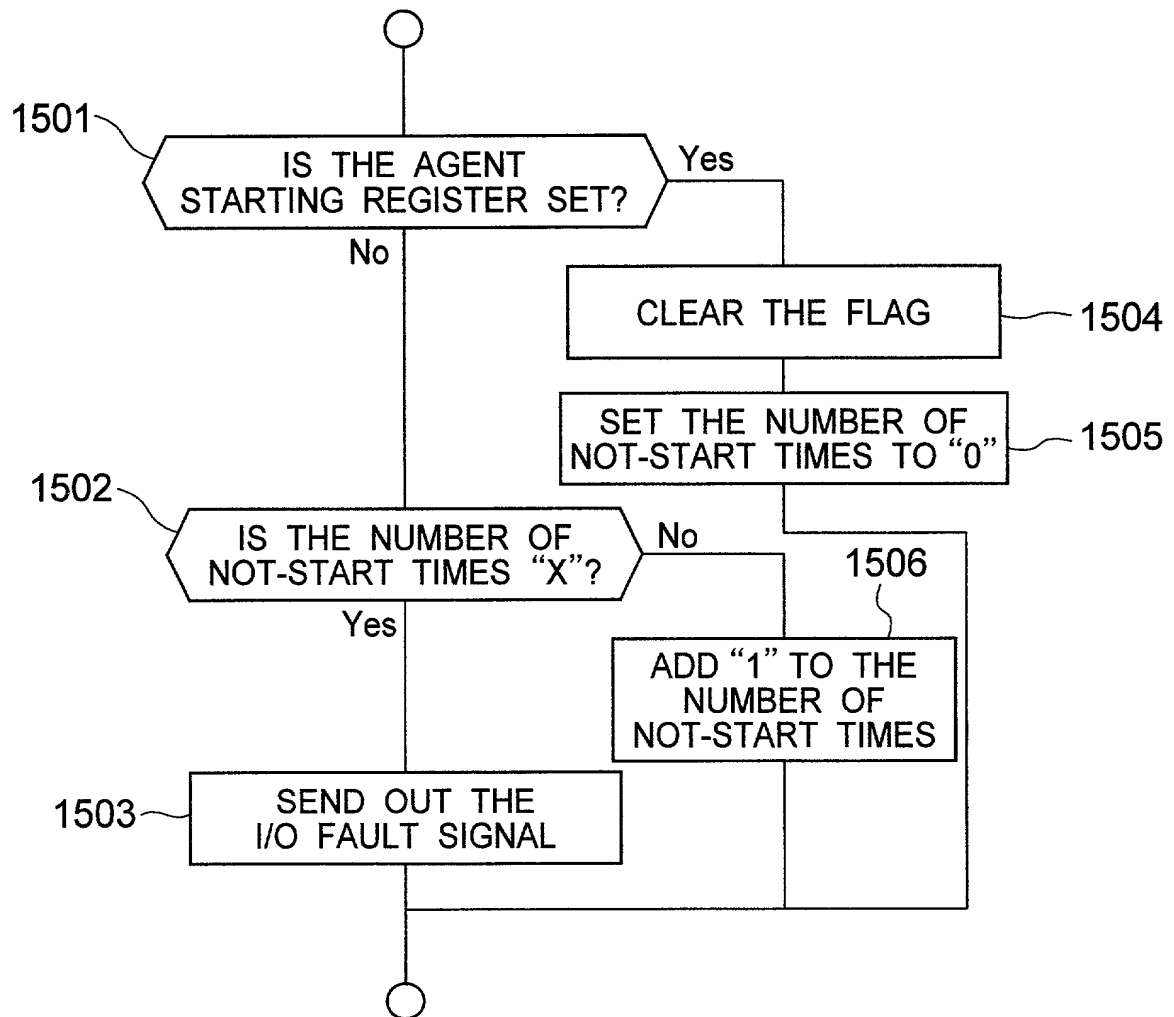 1501
IS THE AGENT
STARTING REGISTER SET?
Yes
No
CLEAR THE FLAG
1504
SET THE NUMBER OF
NOT-START TIMES TO “0”
1505
1502
IS THE NUMBER OF
NOT-START TIMES “X”?
No
Yes
1506
ADD “1” TO THE
NUMBER OF
NOT-START TIMES
1503
SEND OUT THE
I/O FAULT SIGNAL